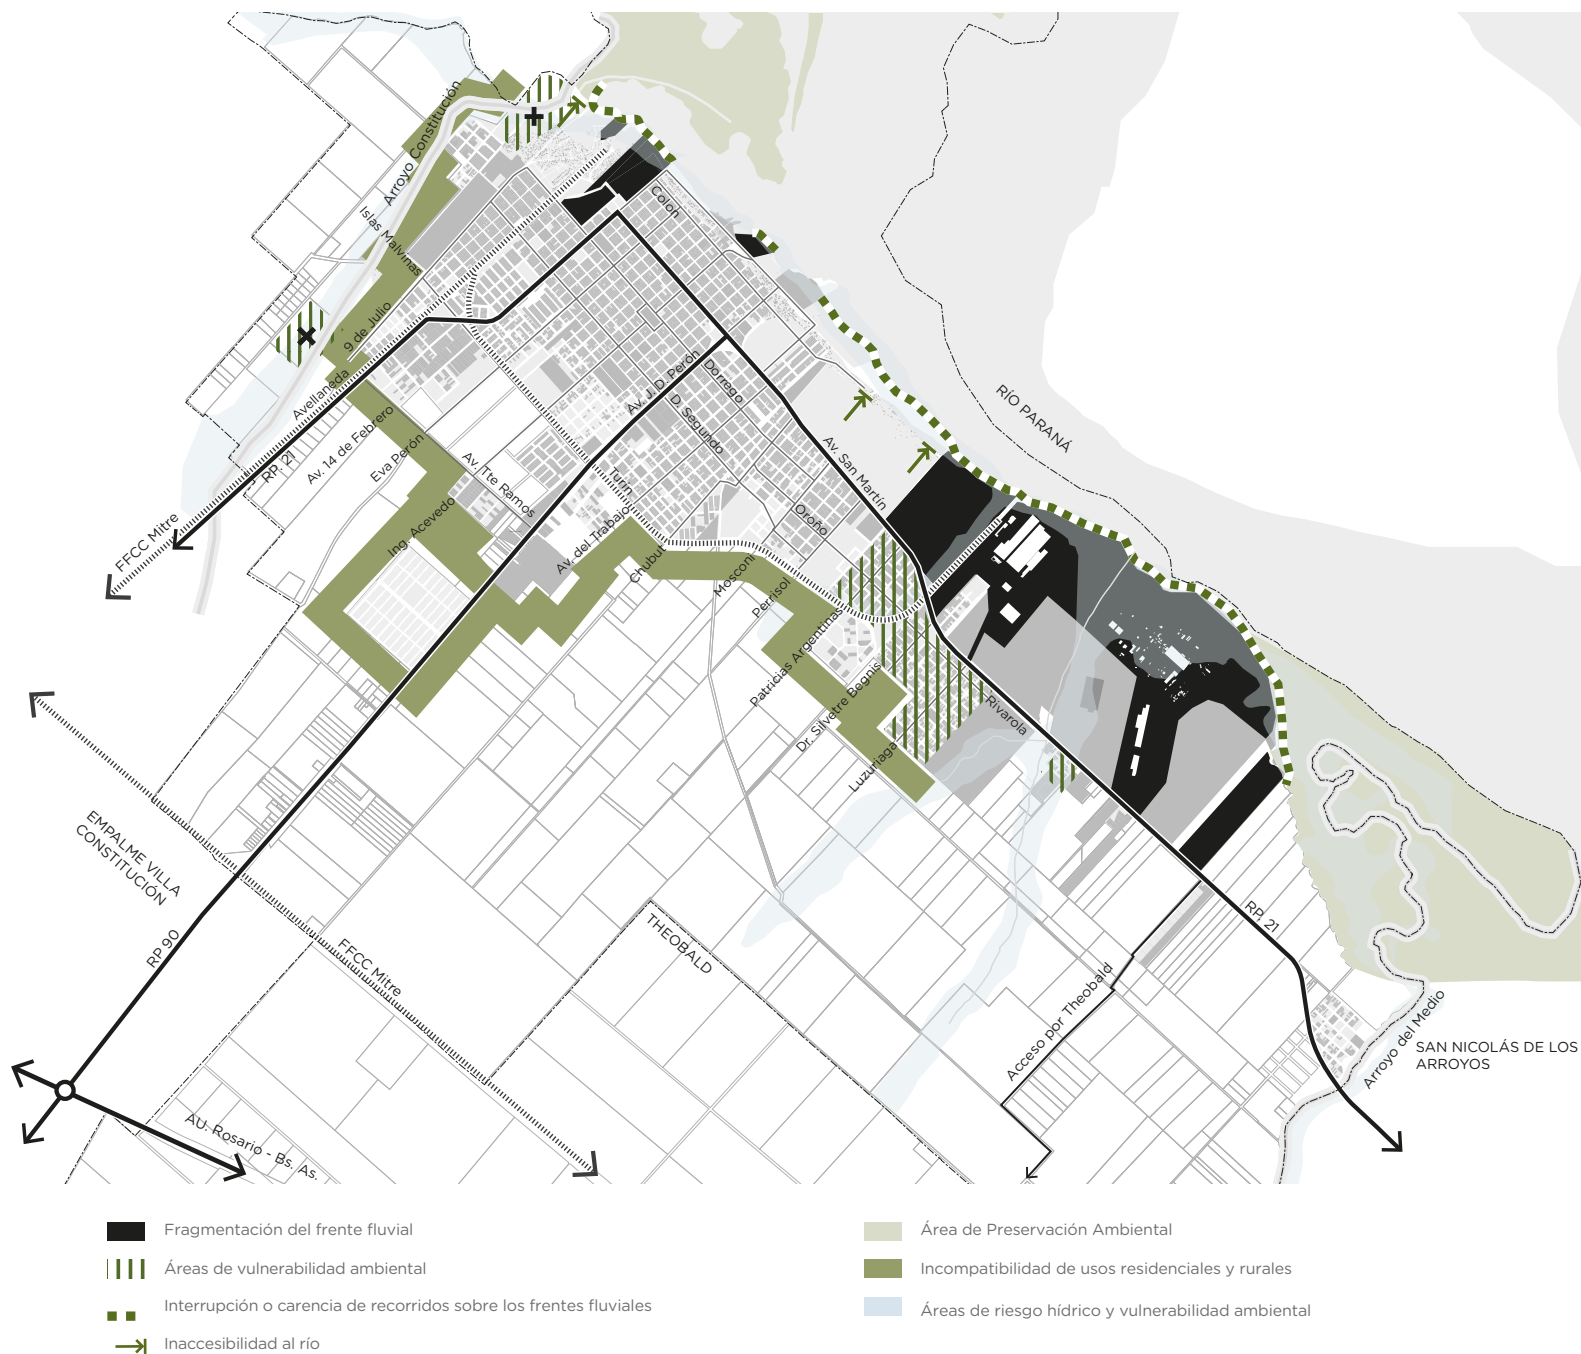 Arroyo Constitución
Islas Malvinas
9 de Julio
Avellaneda
RP. 21
Av. 14 de Febrero
Eva Perón
FFCC Mitre
Ing. Acevedo
Av. Tte Ramos
Av. del Trabajo
Turin
Chubut
Mosconi
Perrisol
Patricias Argentinas
Dr. Silvetre Begnis
Luzuriaga
Rivarola
Colon
Av. J. D. Perón
Dorrego
D. Segundo
Oroño
Av. San Martín
RÍO PARANÁ
EMPALME VILLA
CONSTITUCIÓN
RP 90
FFCC Mitre
THEOBALD
Acceso por Theobald
RP. 21
Arroyo del Medio
SAN NICOLÁS DE LOS
ARROYOS
AU. Rosario - Bs. As.
Fragmentación del frente fluvial
Áreas de vulnerabilidad ambiental
Interrupción o carencia de recorridos sobre los frentes fluviales
Inaccesibilidad al río
Área de Preservación Ambiental
Incompatibilidad de usos residenciales y rurales
Áreas de riesgo hídrico y vulnerabilidad ambiental